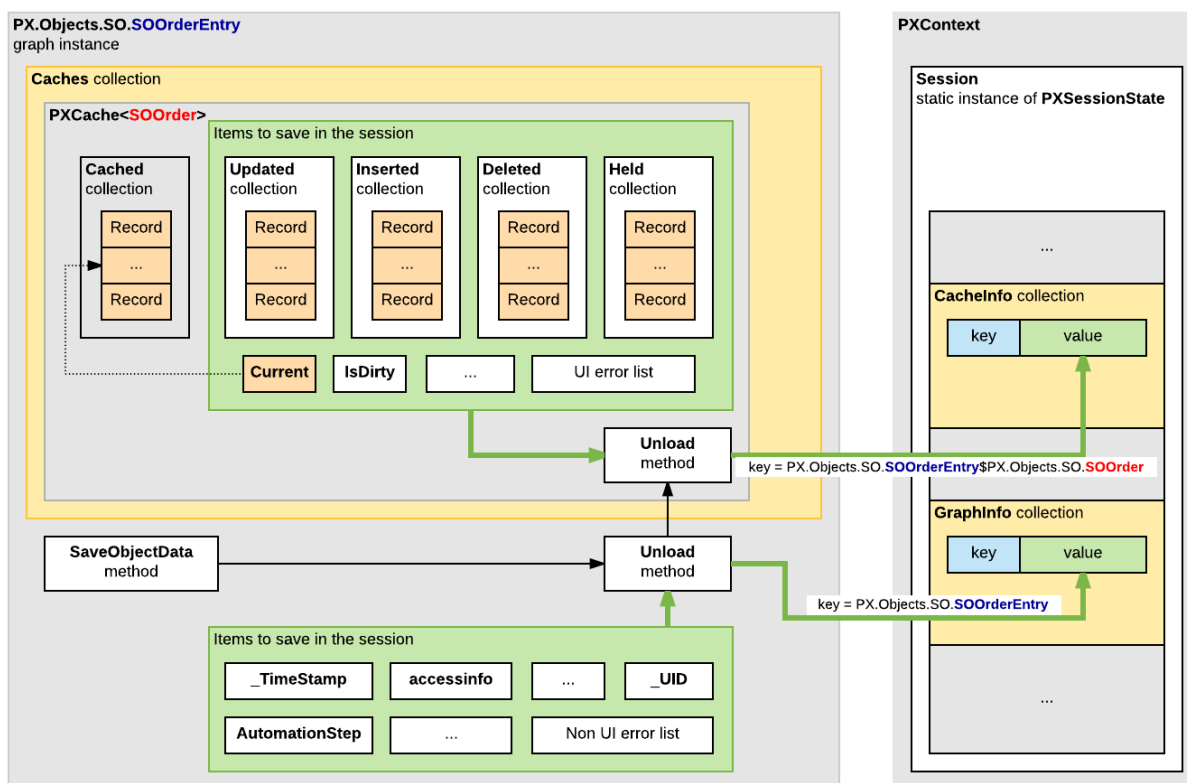 PX.Objects.SO.SOOrderEntry
graph instance
Caches collection
PXCache<SOOrder>
Items to save in the session
Cached
collection
Record
...
Record
Updated
collection
Record
...
Record
Inserted
collection
Record
...
Record
Deleted
collection
Record
...
Record
Held
collection
Record
...
Record
Current
IsDirty
...
UI error list
Unload
method
key = PX.Objects.SO.SOOrderEntry$PX.Objects.SO.SOOrder
SaveObjectData
method
Unload
method
key = PX.Objects.SO.SOOrderEntry
Items to save in the session
_TimeStamp
accessinfo
...
_UID
AutomationStep
...
Non UI error list
PXContext
Session
static instance of PXSessionState
...
CacheInfo collection
key
value
GraphInfo collection
key
value
...